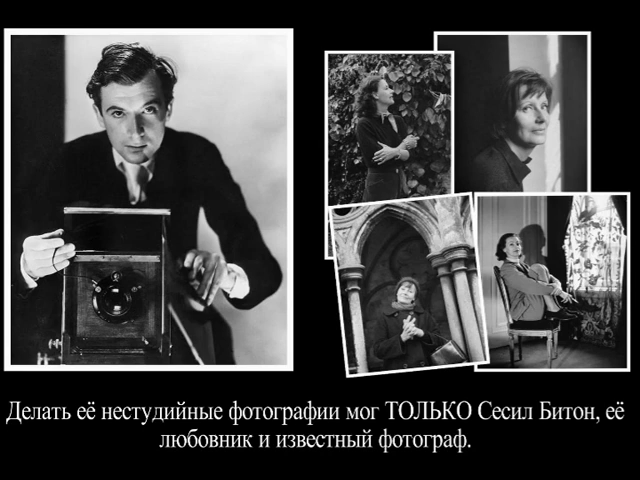 Делать её нестудийные фотографии мог ТОЛЬКО Сесил Битон, её
любовник и известный фотограф.